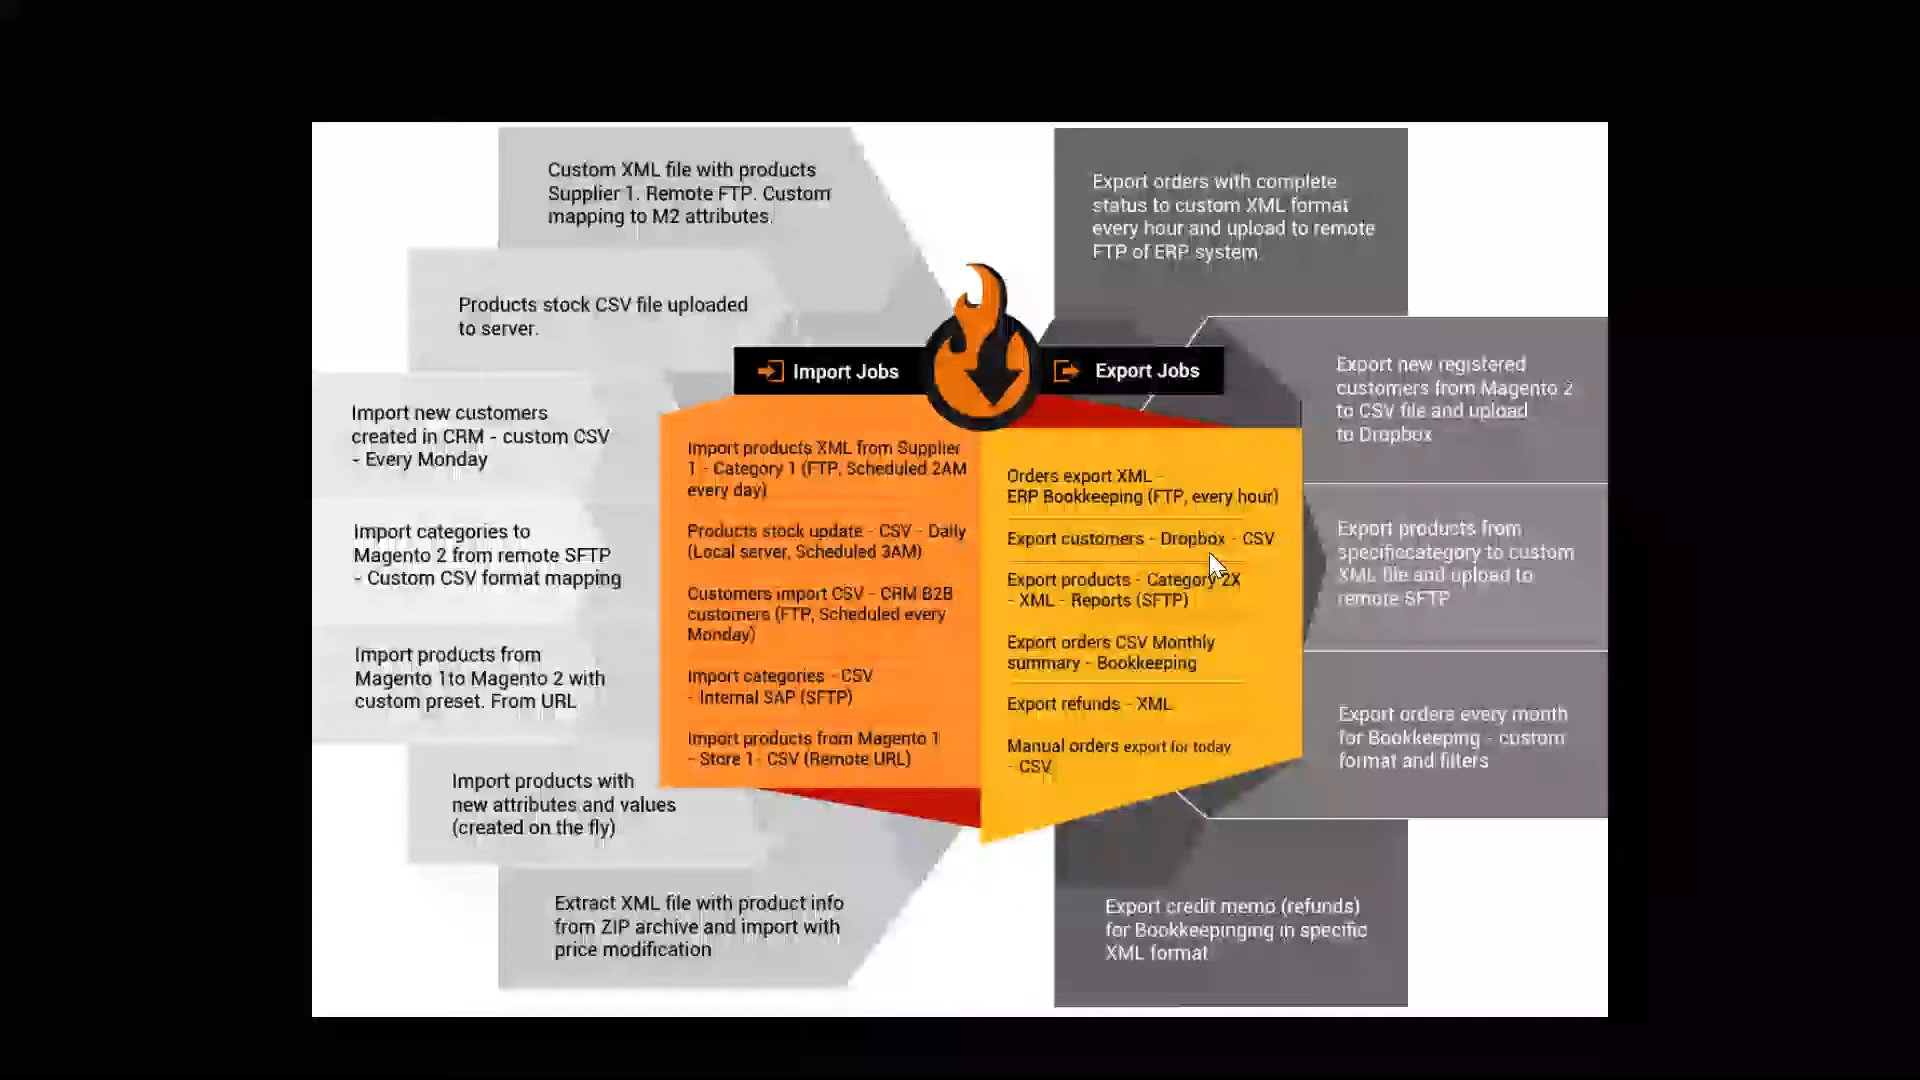 Custom XML file with products
Supplier 1. Remote FTP. Custom
mapping to M2 attributes.
Products stock CSV file uploaded
to server.
Import new customers
created in CRM - custom CSV
- Every Monday
Import categories to
Magento 2 from remote SFTP
- Custom CSV format mapping
Import products from
Magento 1to Magento 2 with
custom preset. From URL
Import products with
new attributes and values
(created on the fly)
Extract XML file with product info
from ZIP archive and import with
price modification
Import Jobs
Import products XML from Supplier
1 - Category 1 (FTP, Scheduled 2AM
every day)
Products stock update - CSV - Daily
(Local server, Scheduled 3AM)
Customers import CSV - CRM B2B
customers (FTP, Scheduled every
Monday)
Import categories - CSV
- Internal SAP (SFTP)
Import products from Magento 1
- Store 1- CSV (Remote URL)
Export Jobs
Orders export XML -
ERP Bookkeeping (FTP, every hour)
Export customers - Dropbox - CSV
Export products - Category 2X
- XML - Reports (SFTP)
Export orders CSV Monthly
summary - Bookkeeping
Export refunds - XML
Manual orders export for today
- CSV
Export orders with complete
status to custom XML format
every hour and upload to remote
FTP of ERP system
Export new registered
customers from Magento 2
to CSV file and upload
to Dropbox
Export products from
specificcategory to custom
XML file and upload to
remote SFTP
Export orders every month
for Bookkeeping - custom
format and filters
Export credit memo (refunds)
for Bookkeepinging in specific
XML format